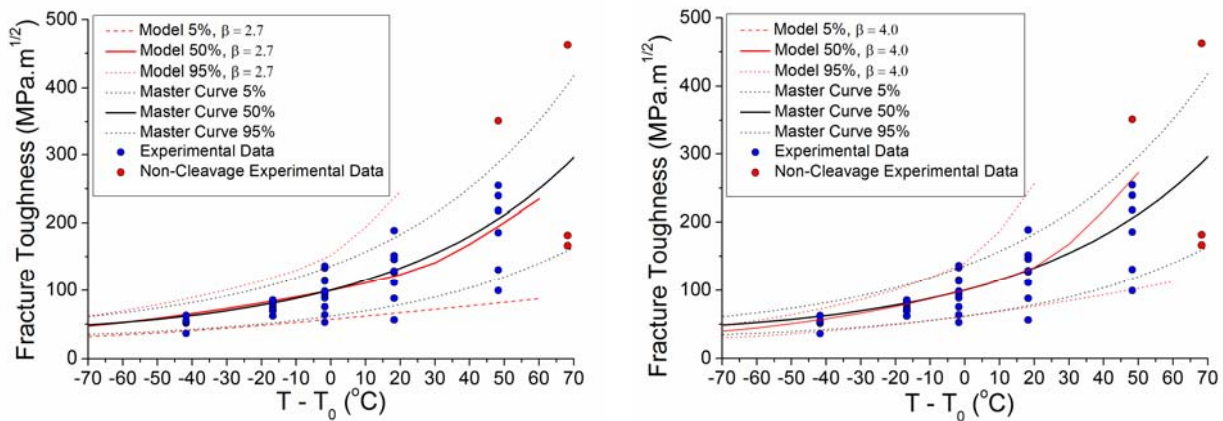 500
400
300
200
100
0
Fracture Toughness (MPa.m^1/2)
Model 5%, β = 2.7
Model 50%, β = 2.7
Model 95%, β = 2.7
Master Curve 5%
Master Curve 50%
Master Curve 95%
Experimental Data
Non-Cleavage Experimental Data
-70 -60 -50 -40 -30 -20 -10 0 10 20 30 40 50 60 70
T - T₀ (°C)
500
400
300
200
100
0
Fracture Toughness (MPa.m^1/2)
Model 5%, β = 4.0
Model 50%, β = 4.0
Model 95%, β = 4.0
Master Curve 5%
Master Curve 50%
Master Curve 95%
Experimental Data
Non-Cleavage Experimental Data
-70 -60 -50 -40 -30 -20 -10 0 10 20 30 40 50 60 70
T - T₀ (°C)